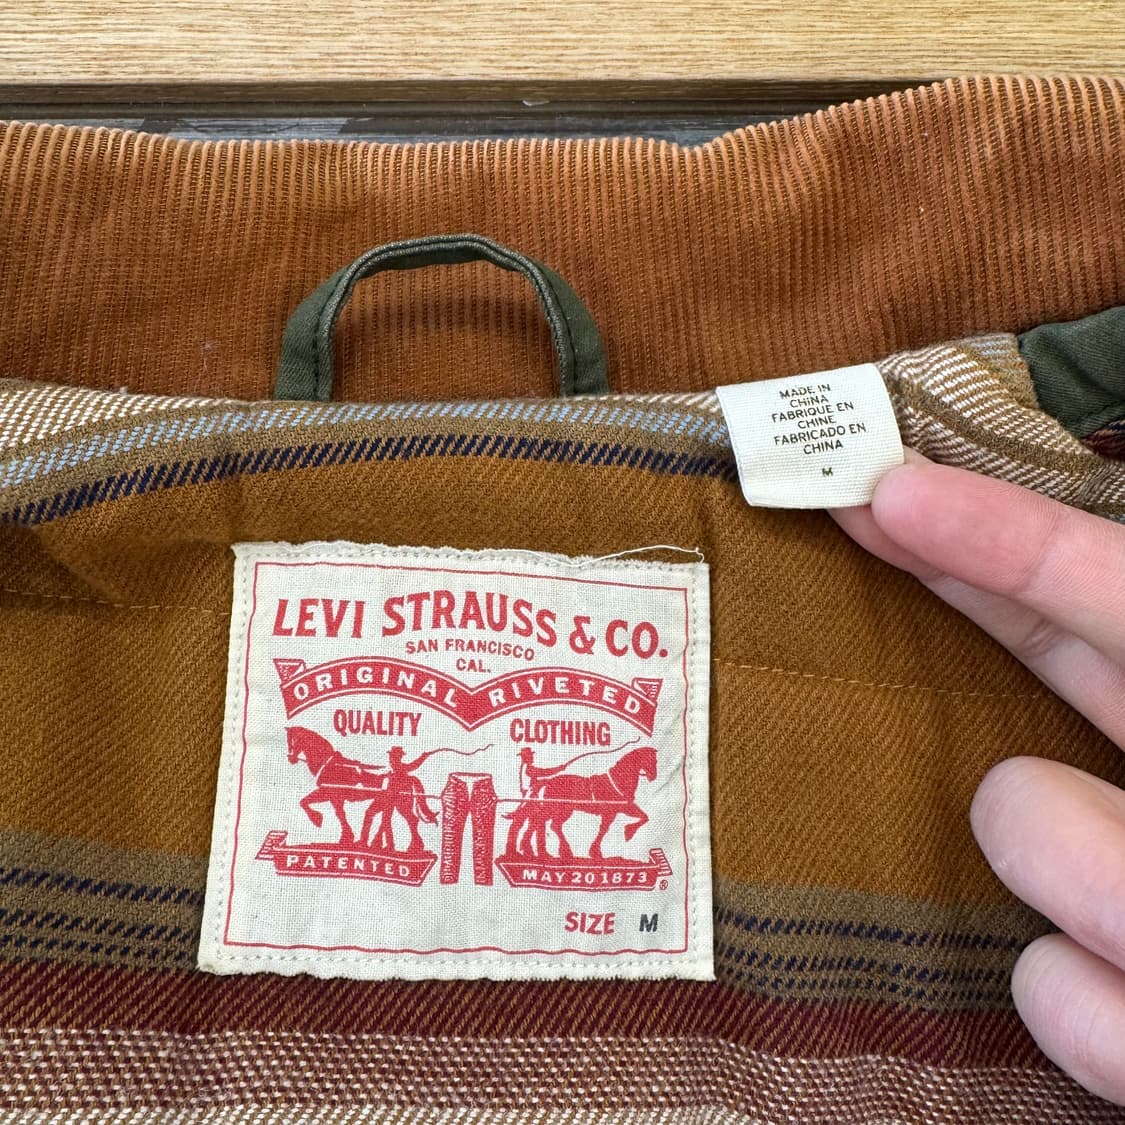 MADE IN
CHINA
FABRIQUE EN
CHINE
FABRICADO EN
CHINA
M
LEVI STRAUSS & CO.
SAN FRANCISCO
CAL.
ORIGINAL RIVETED
QUALITY CLOTHING
PATENTED MAY 20 1873 ®
SIZE M